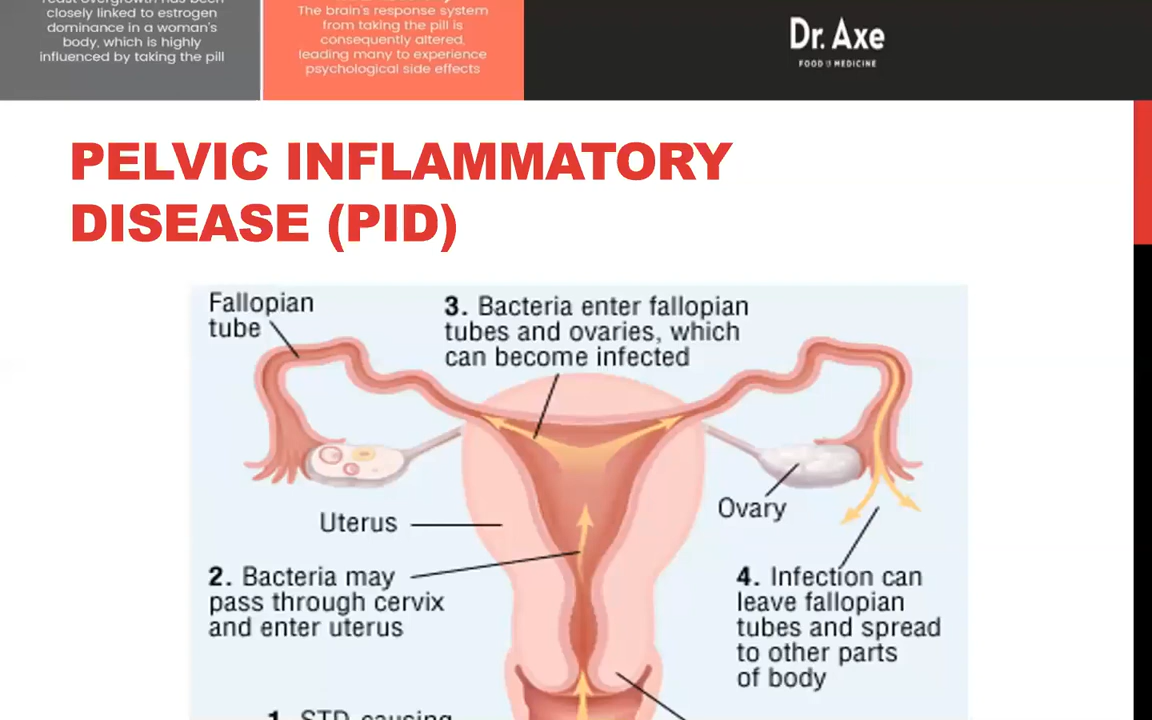 closely linked to estrogen
dominance in a woman's
body, which is highly
influenced by taking the pill
The brain's response system
from taking the pill is
consequently altered,
leading many to experience
psychological side effects
Dr. Axe
FOOD IS MEDICINE
PELVIC INFLAMMATORY
DISEASE (PID)
Fallopian
tube
3. Bacteria enter fallopian
tubes and ovaries, which
can become infected
Ovary
Uterus
2. Bacteria may
pass through cervix
and enter uterus
4. Infection can
leave fallopian
tubes and spread
to other parts
of body
1. STD-causing